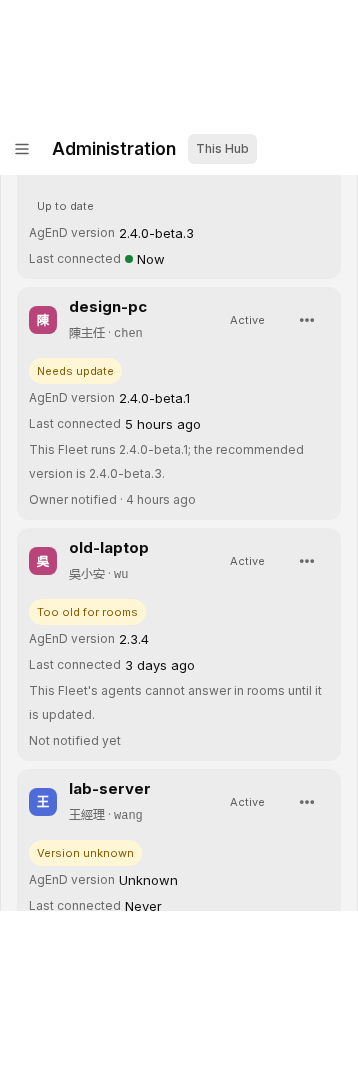 Administration This Hub
Up to date
AgEnD version 2.4.0-beta.3
Last connected Now
陳 design-pc
陳主任 · chen
Active •••
Needs update
AgEnD version 2.4.0-beta.1
Last connected 5 hours ago
This Fleet runs 2.4.0-beta.1; the recommended
version is 2.4.0-beta.3.
Owner notified · 4 hours ago
吳 old-laptop
吳小安 · wu
Active •••
Too old for rooms
AgEnD version 2.3.4
Last connected 3 days ago
This Fleet's agents cannot answer in rooms until it
is updated.
Not notified yet
王 lab-server
王經理 · wang
Active •••
Version unknown
AgEnD version Unknown
Last connected Never